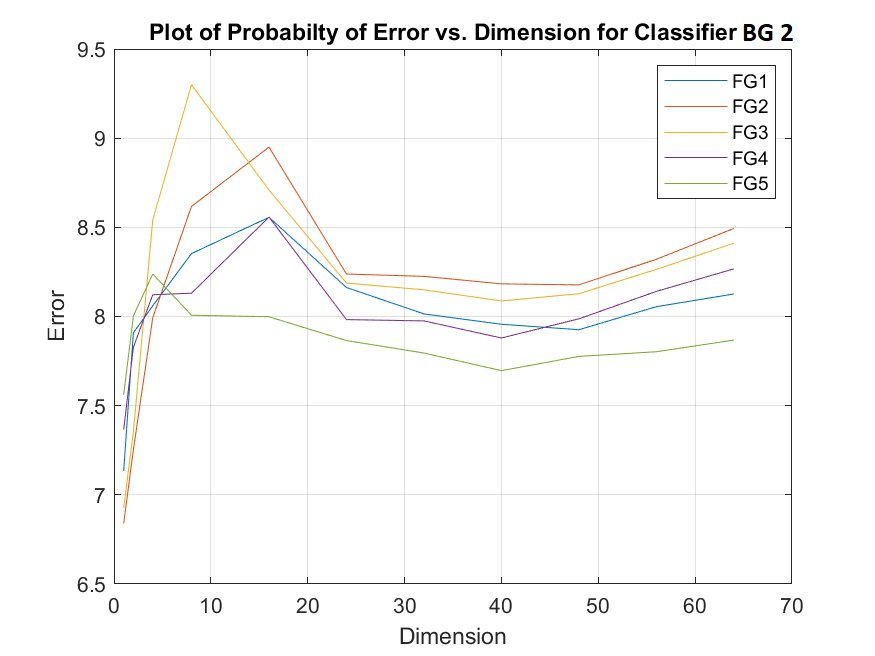 Plot of Probabilty of Error vs. Dimension for Classifier BG 2
9.5
9
8.5
8
7.5
7
6.5
Error
FG1
FG2
FG3
FG4
FG5
0 10 20 30 40 50 60 70
Dimension